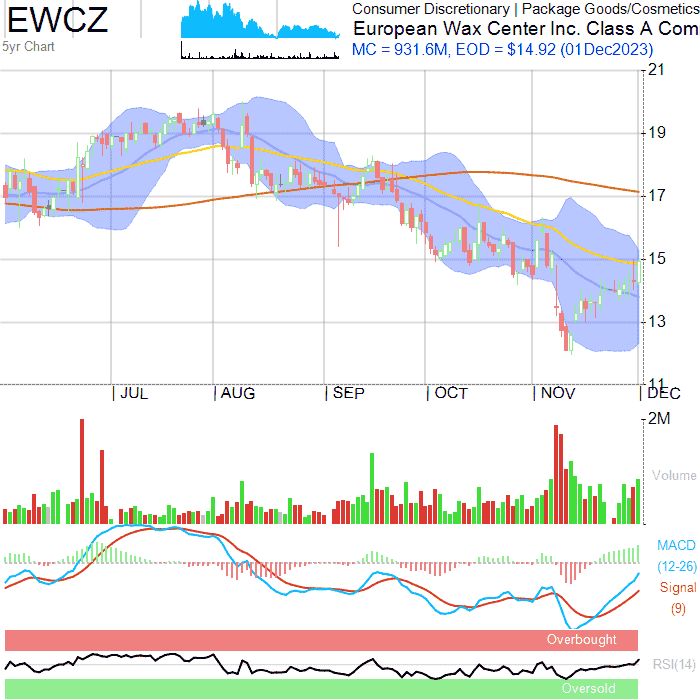 EWCZ
5yr Chart
Consumer Discretionary | Package Goods/Cosmetics
European Wax Center Inc. Class A Com
MC = 931.6M, EOD = $14.92 (01Dec2023)
21
19
17
15
13
11
JUL AUG SEP OCT NOV DEC
2M
Volume
MACD
(12-26)
Signal
(9)
Overbought
RSI(14)
Oversold